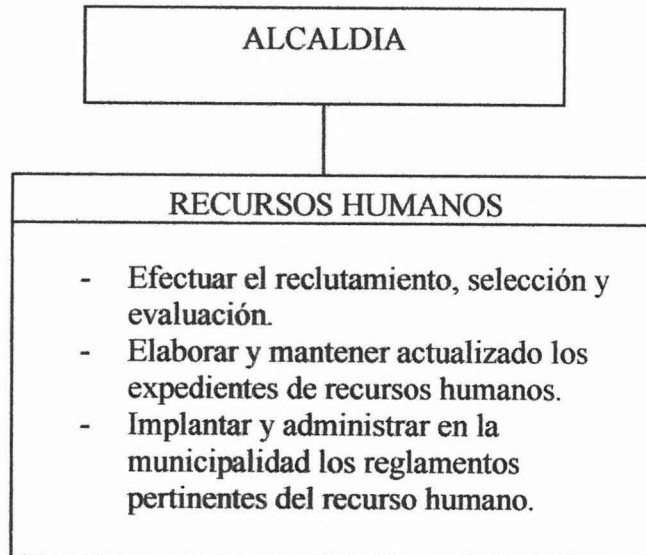 ALCALDIA
RECURSOS HUMANOS
- Efectuar el reclutamiento, selección y
evaluación.
- Elaborar y mantener actualizado los
expedientes de recursos humanos.
- Implantar y administrar en la
municipalidad los reglamentos
pertinentes del recurso humano.